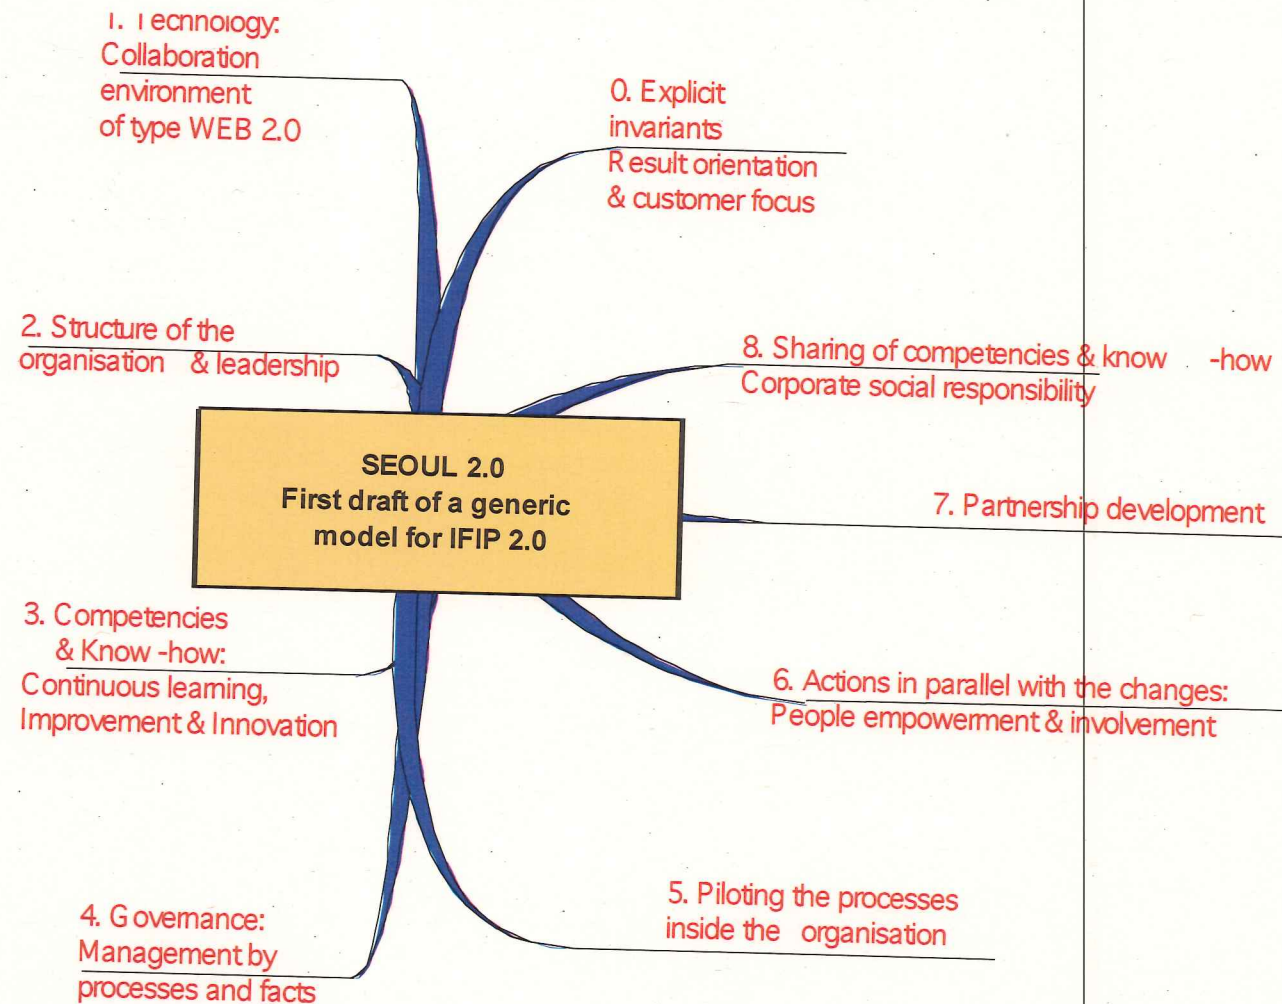 1. Technology:
Collaboration
environment
of type WEB 2.0
0. Explicit
invariants
Result orientation
& customer focus
2. Structure of the
organisation & leadership
8. Sharing of competencies & know -how
Corporate social responsibility
SEOUL 2.0
First draft of a generic
model for IFIP 2.0
7. Partnership development
3. Competencies
& Know -how:
Continuous learning,
Improvement & Innovation
6. Actions in parallel with the changes:
People empowerment & involvement
5. Piloting the processes
inside the organisation
4. Governance:
Management by
processes and facts